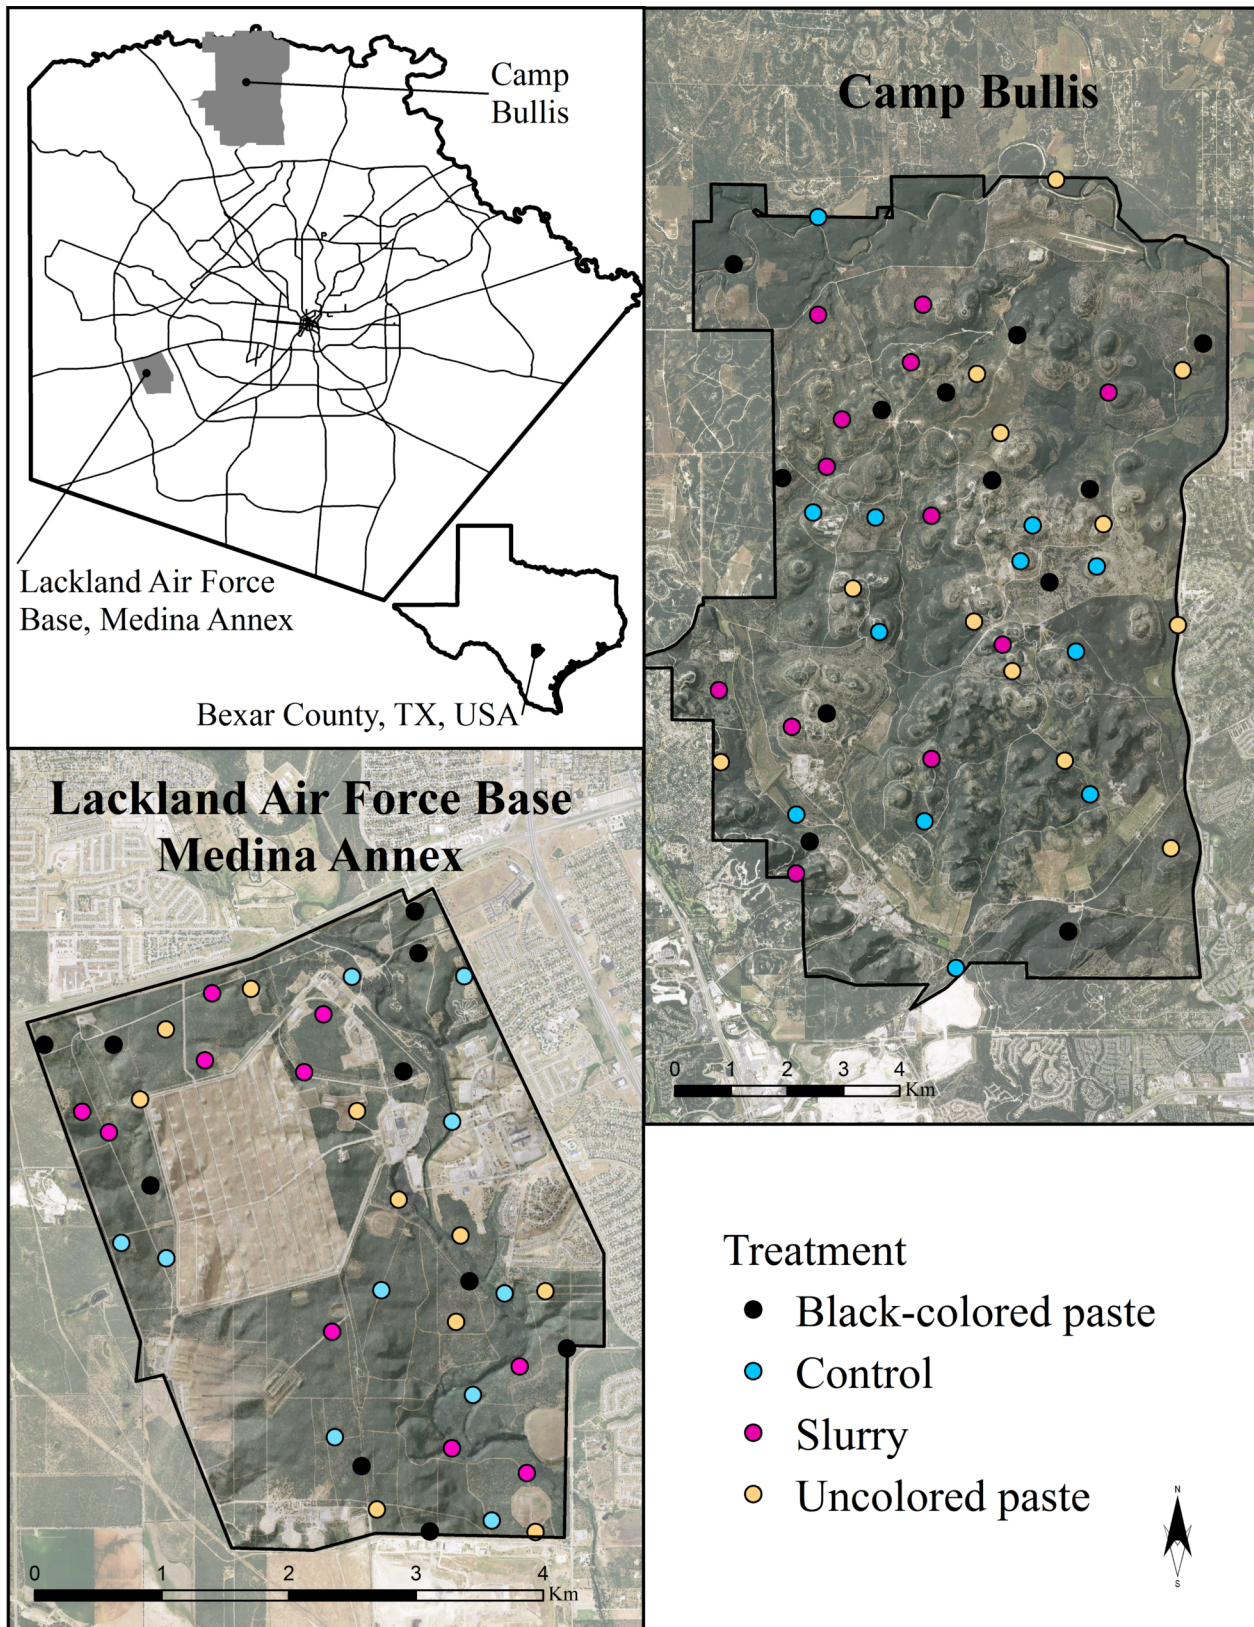 Camp
Bullis
Lackland Air Force
Base, Medina Annex
Bexar County, TX, USA
Camp Bullis
0 1 2 3 4 Km
Lackland Air Force Base
Medina Annex
0 1 2 3 4 Km
Treatment
Black-colored paste
Control
Slurry
Uncolored paste
N
S